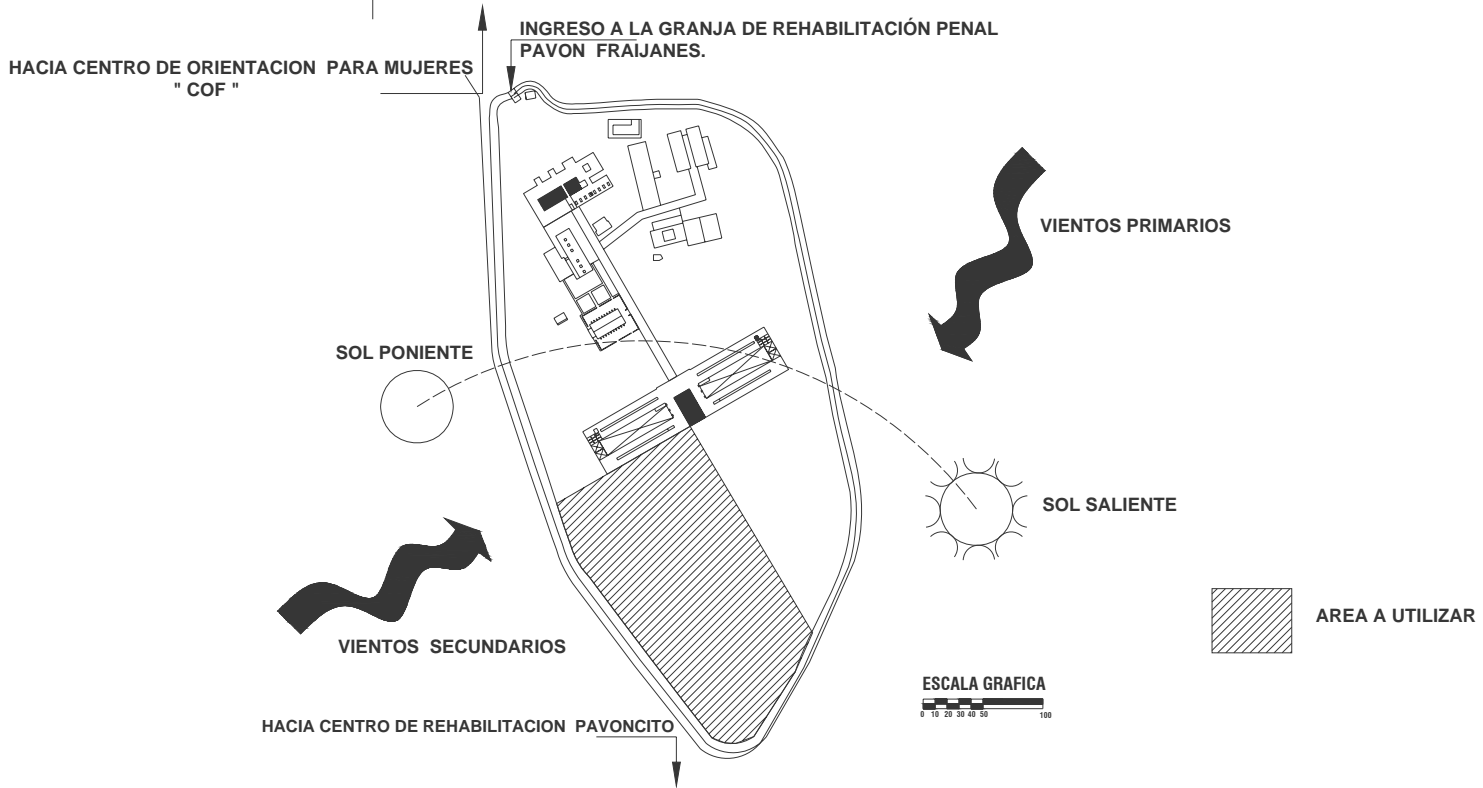 INGRESO A LA GRANJA DE REHABILITACIÓN PENAL
PAVON FRAIJANES.
HACIA CENTRO DE ORIENTACION PARA MUJERES
" COF "
VIENTOS PRIMARIOS
SOL PONIENTE
SOL SALIENTE
AREA A UTILIZAR
VIENTOS SECUNDARIOS
ESCALA GRAFICA
0 10 20 30 40 50 100
HACIA CENTRO DE REHABILITACION PAVONCITO